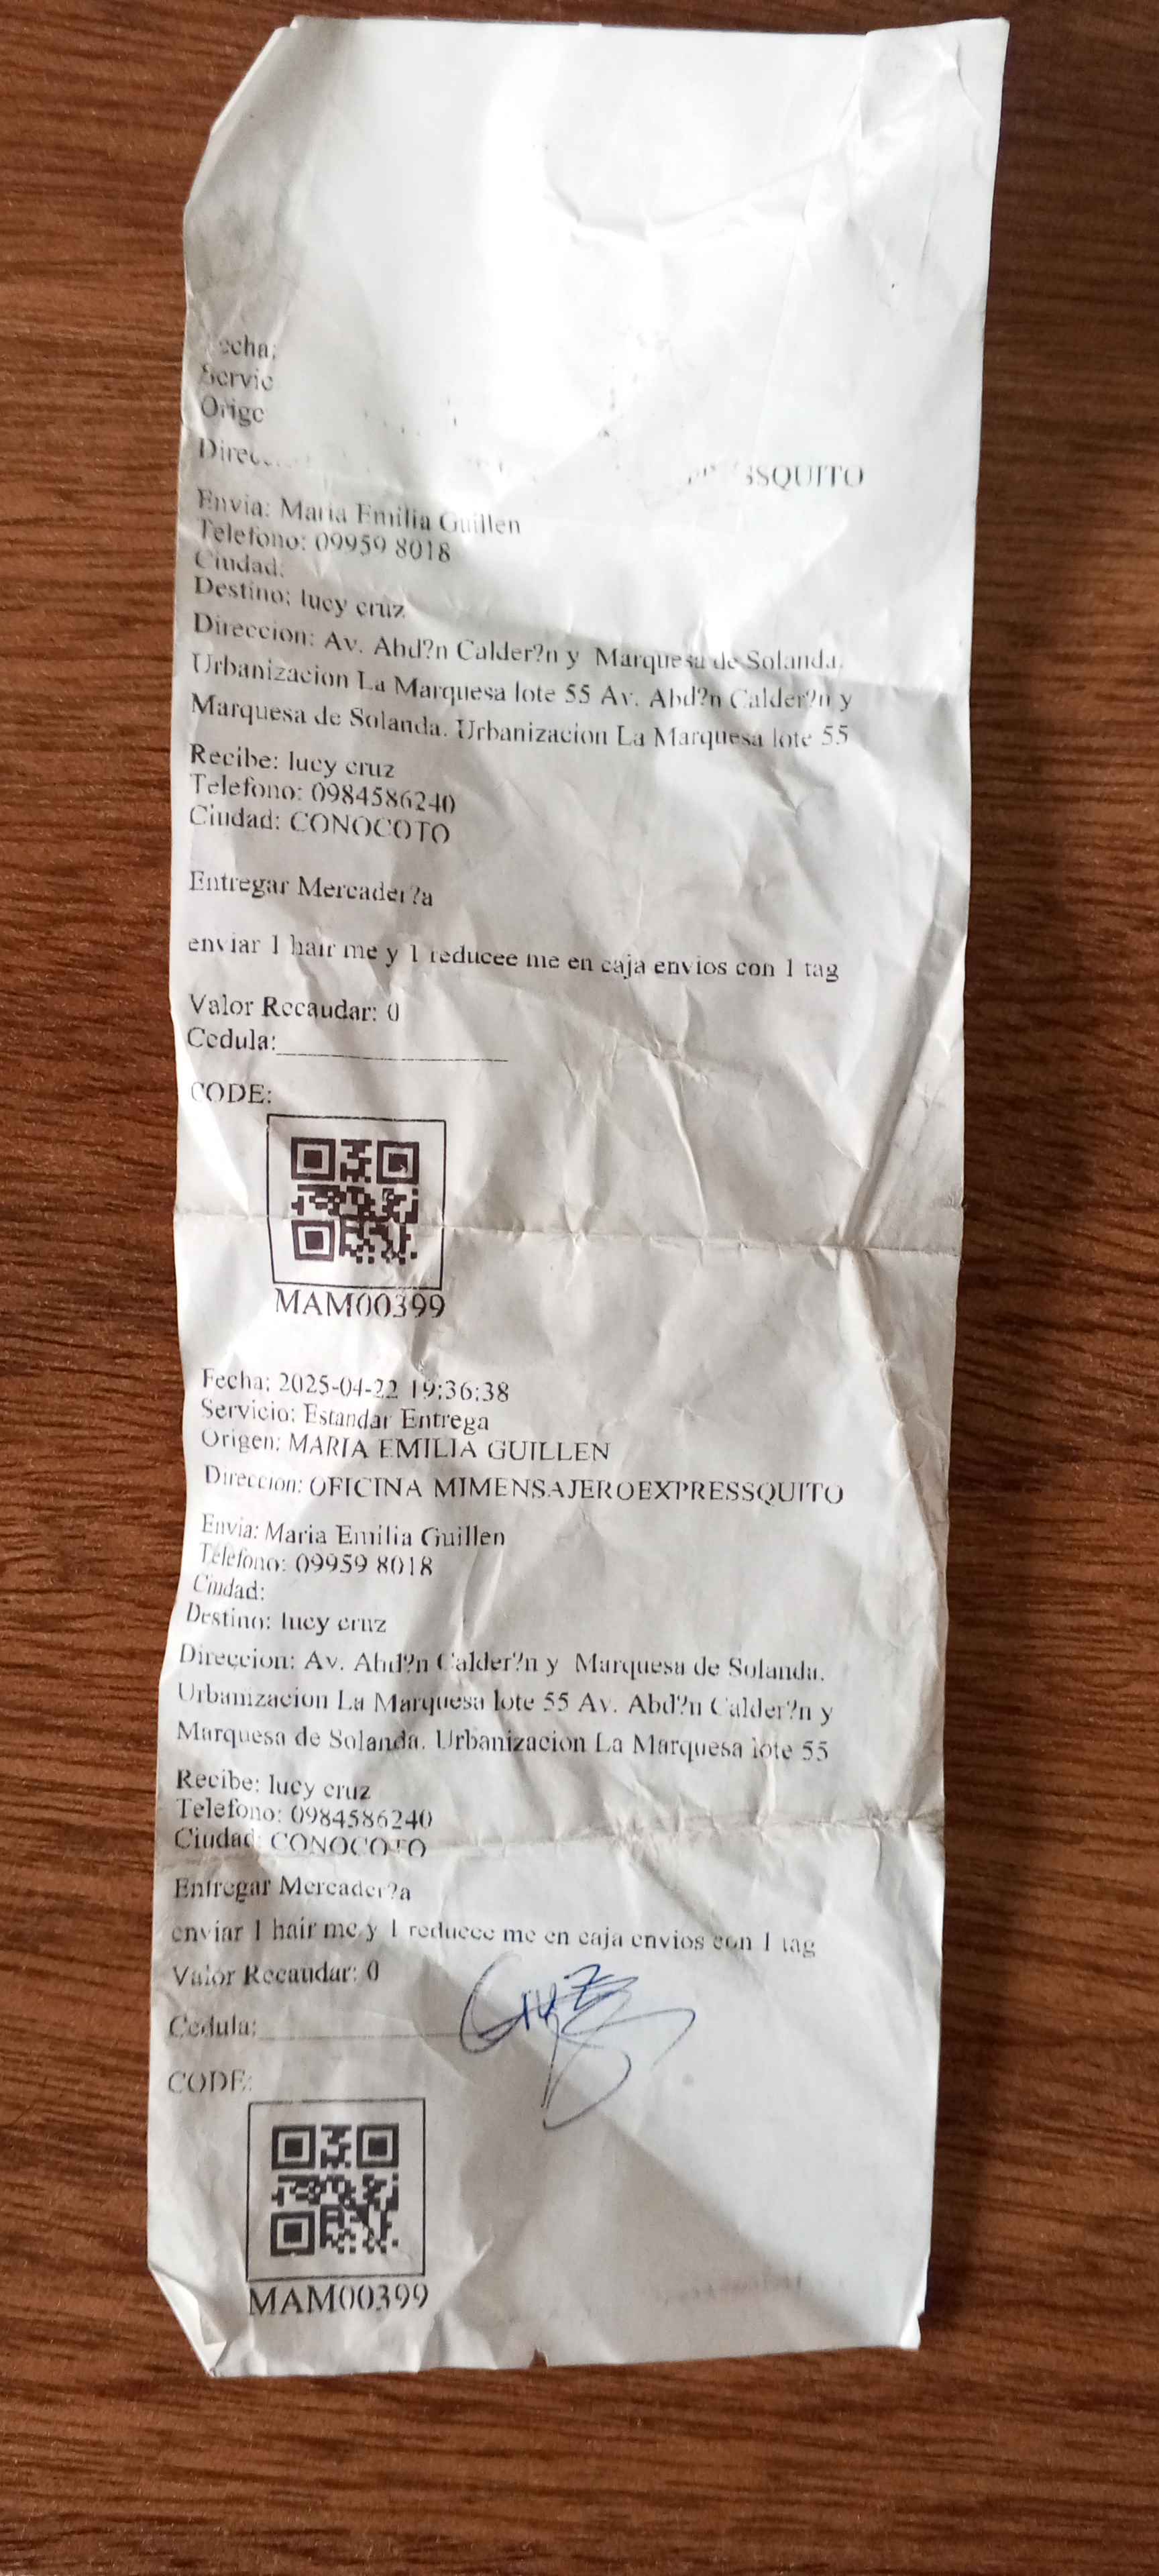 echa:
Servic
Orige
Direc
SSQUITO
Envia: Maria Emilia Guillen
Telefono: 09959 8018
Ciudad:
Destino: lucy cruz
Direccion: Av. Abd?n Calder?n y Marquesa de Solanda.
Urbanizacion La Marquesa lote 55 Av. Abd?n Calder?n y
Marquesa de Solanda. Urbanizacion La Marquesa lote 55
Recibe: lucy cruz
Telefono: 0984586240
Ciudad: CONOCOTO
Entregar Mercader?a
enviar 1 hair me y 1 reducee me en caja envios con 1 tag
Valor Recaudar: 0
Cedula:
CODE:
MAM00399
Fecha: 2025-04-22 19:36:38
Servicio: Estandar Entrega
Origen: MARIA EMILIA GUILLEN
Direccion: OFICINA MIMENSAJEROEXPRESSQUITO
Envia: Maria Emilia Guillen
Telefono: 09959 8018
Ciudad:
Destino: lucy cruz
Direccion: Av. Abd?n Calder?n y Marquesa de Solanda.
Urbanizacion La Marquesa lote 55 Av. Abd?n Calder?n y
Marquesa de Solanda. Urbanizacion La Marquesa lote 55
Recibe: lucy cruz
Telefono: 0984586240
Ciudad: CONOCOTO
Entregar Mercader?a
enviar 1 hair me y 1 reducee me en caja envios con 1 tag
Valor Recaudar: 0
Cedula:
CODE:
MAM00399